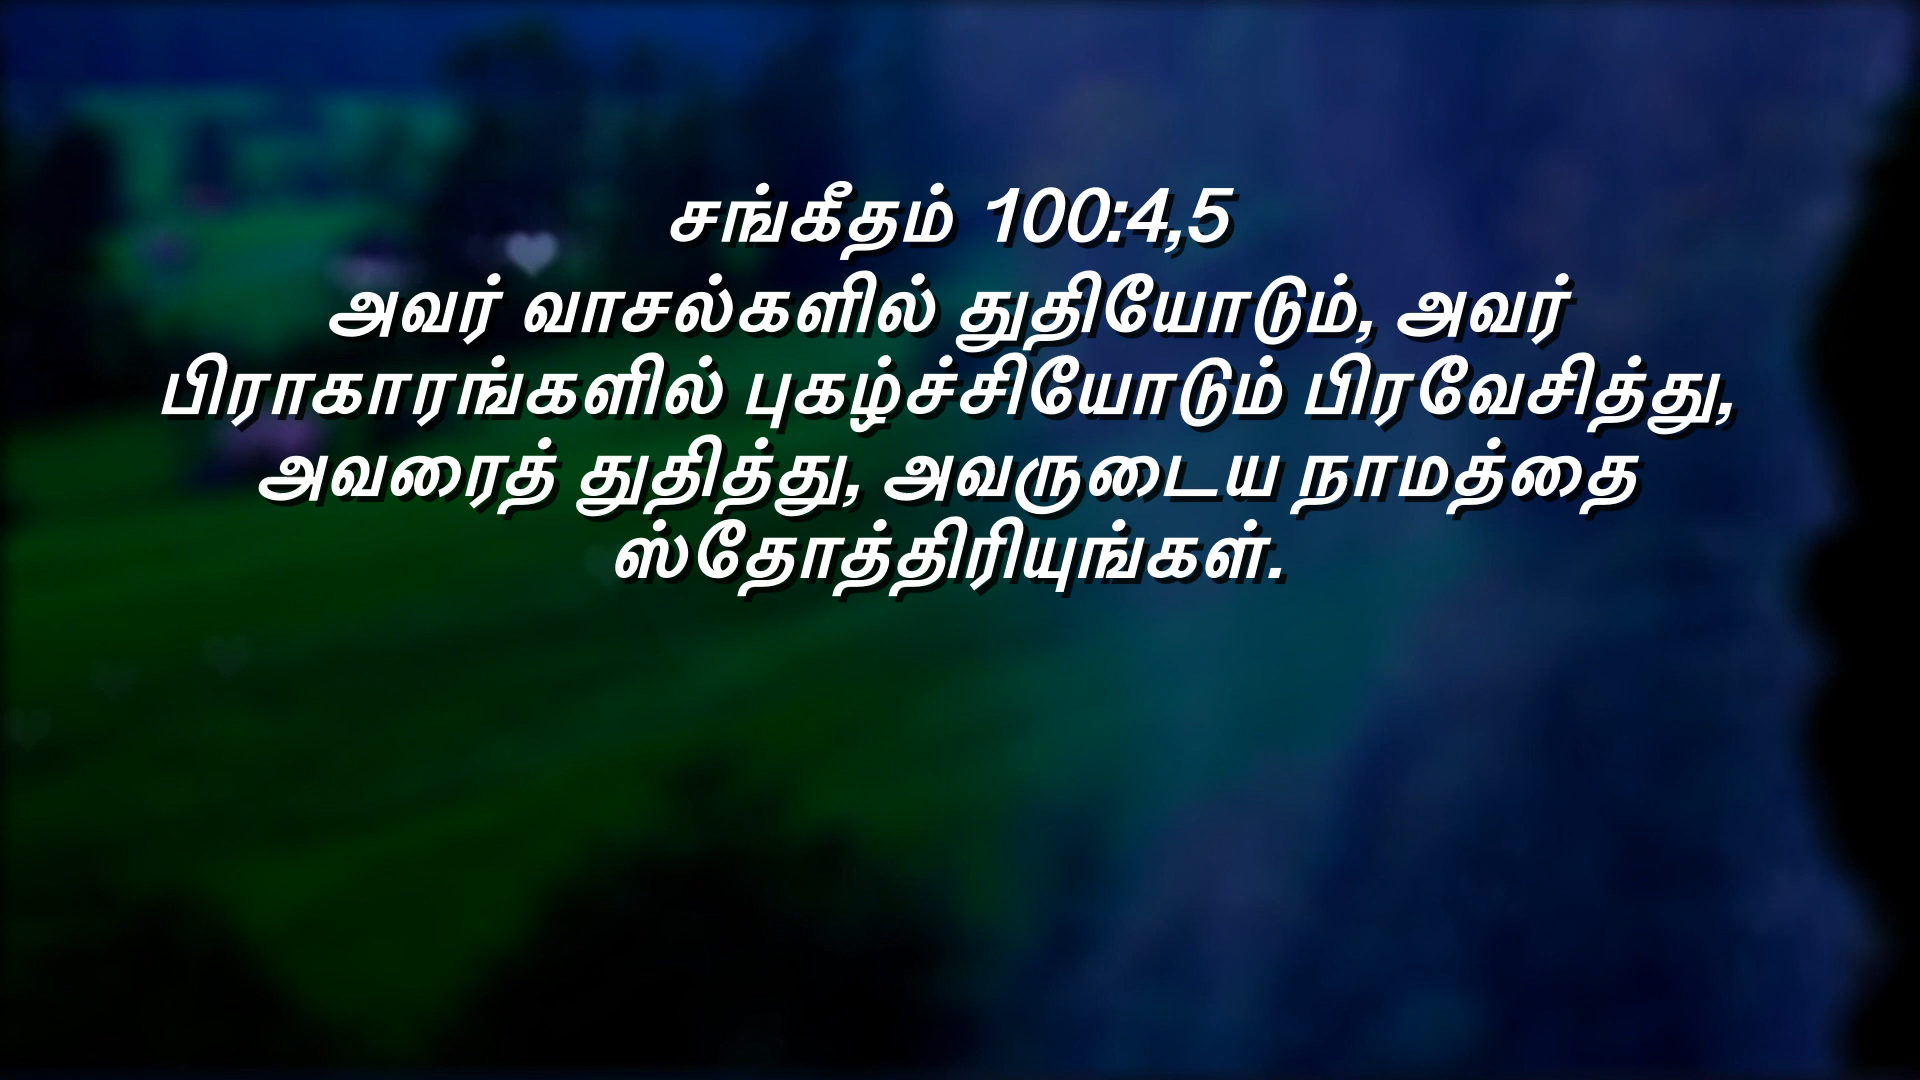 சங்கீதம் 100:4,5
அவர் வாசல்களில் துதியோடும், அவர்
பிராகாரங்களில் புகழ்ச்சியோடும் பிரவேசித்து,
அவரைத் துதித்து, அவருடைய நாமத்தை
ஸ்தோத்திரியுங்கள்.